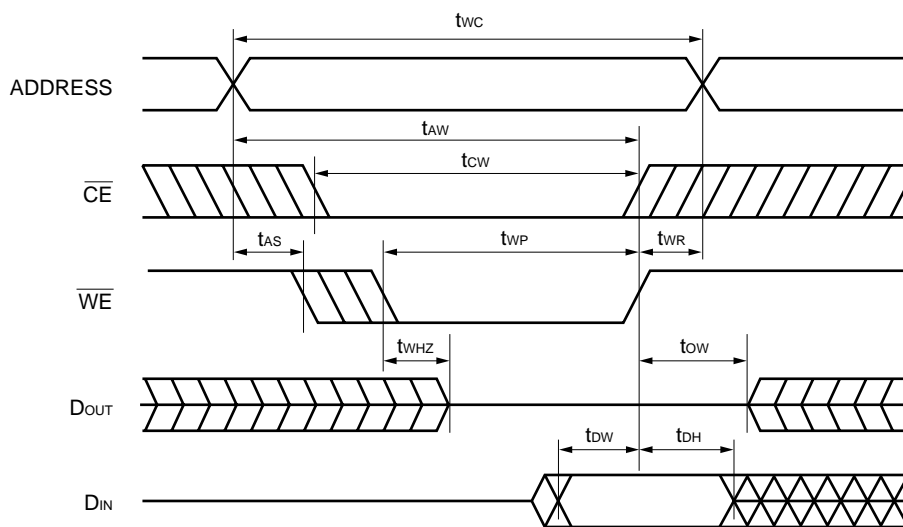 tWC
ADDRESS
tAW
tCW
CE
tAS
tWP
tWR
WE
tWHZ
tOW
DOUT
tDW
tDH
DIN